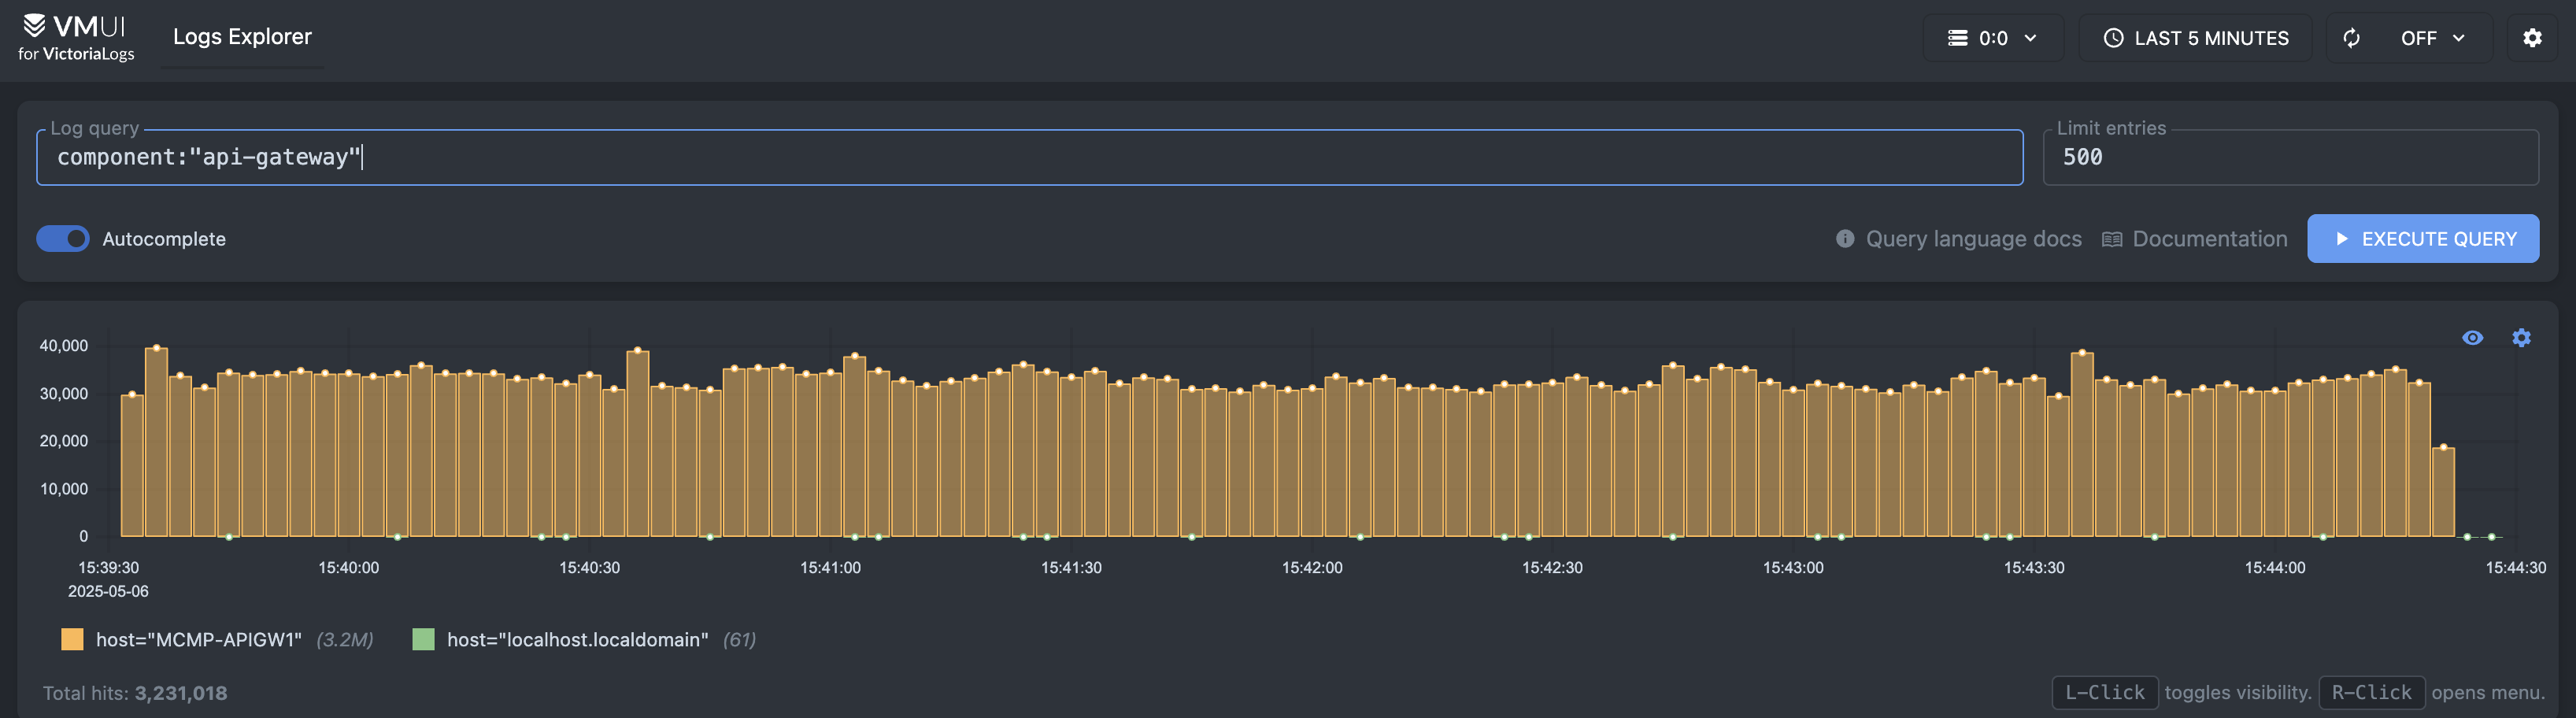 VMUI
for VictoriaLogs
Logs Explorer
0:0
LAST 5 MINUTES
OFF
Log query
component:"api-gateway"
Limit entries
500
Autocomplete
Query language docs
Documentation
EXECUTE QUERY
40,000
30,000
20,000
10,000
0
15:39:30
2025-05-06
15:40:00
15:40:30
15:41:00
15:41:30
15:42:00
15:42:30
15:43:00
15:43:30
15:44:00
15:44:30
host="MCMP-APIGW1" (3.2M)
host="localhost.localdomain" (61)
Total hits: 3,231,018
L-Click toggles visibility. R-Click opens menu.